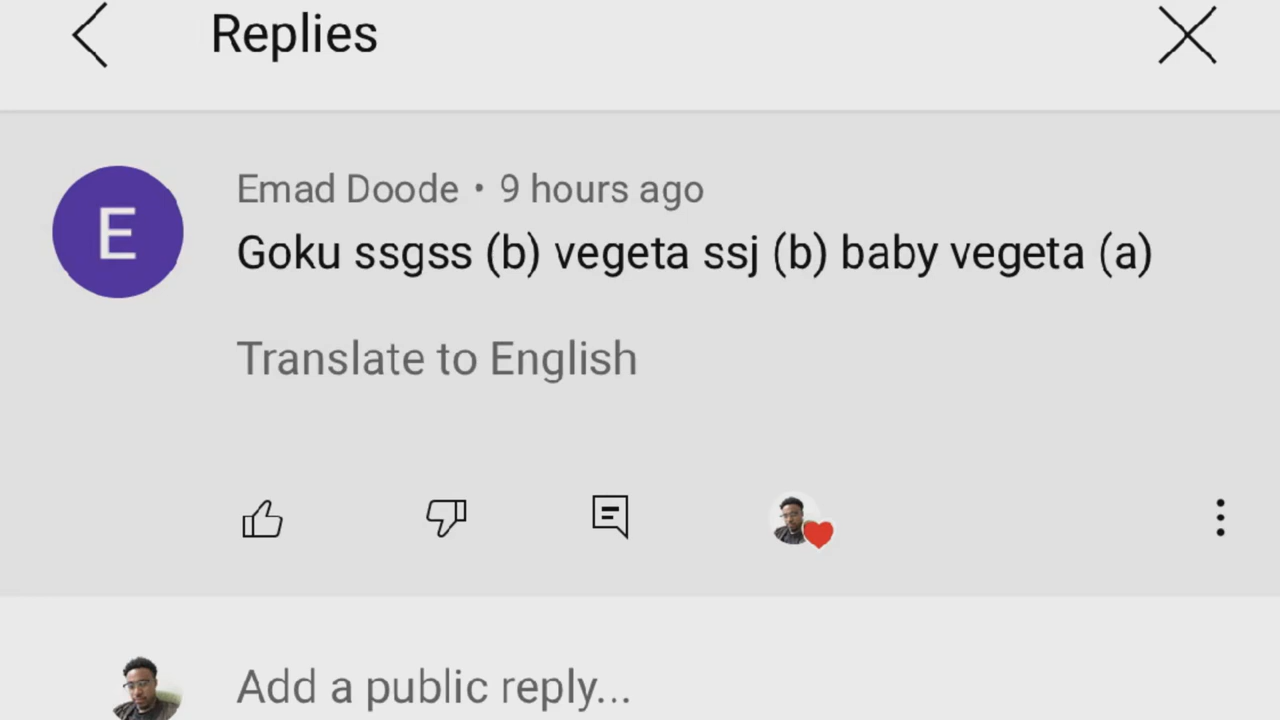 Replies
E
Emad Doode • 9 hours ago
Goku ssgss (b) vegeta ssj (b) baby vegeta (a)
Translate to English
Add a public reply...